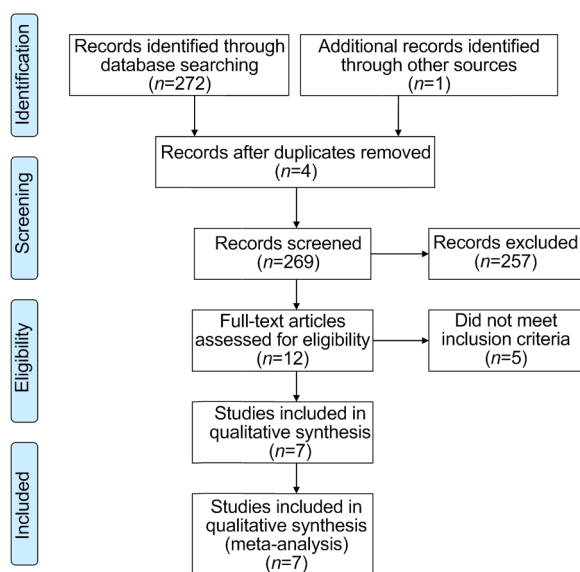 Identification
Records identified through
database searching
(n=272)
Additional records identified
through other sources
(n=1)
Records after duplicates removed
(n=4)
Screening
Records screened
(n=269)
Records excluded
(n=257)
Eligibility
Full-text articles
assessed for eligibility
(n=12)
Did not meet
inclusion criteria
(n=5)
Studies included in
qualitative synthesis
(n=7)
Included
Studies included in
qualitative synthesis
(meta-analysis)
(n=7)